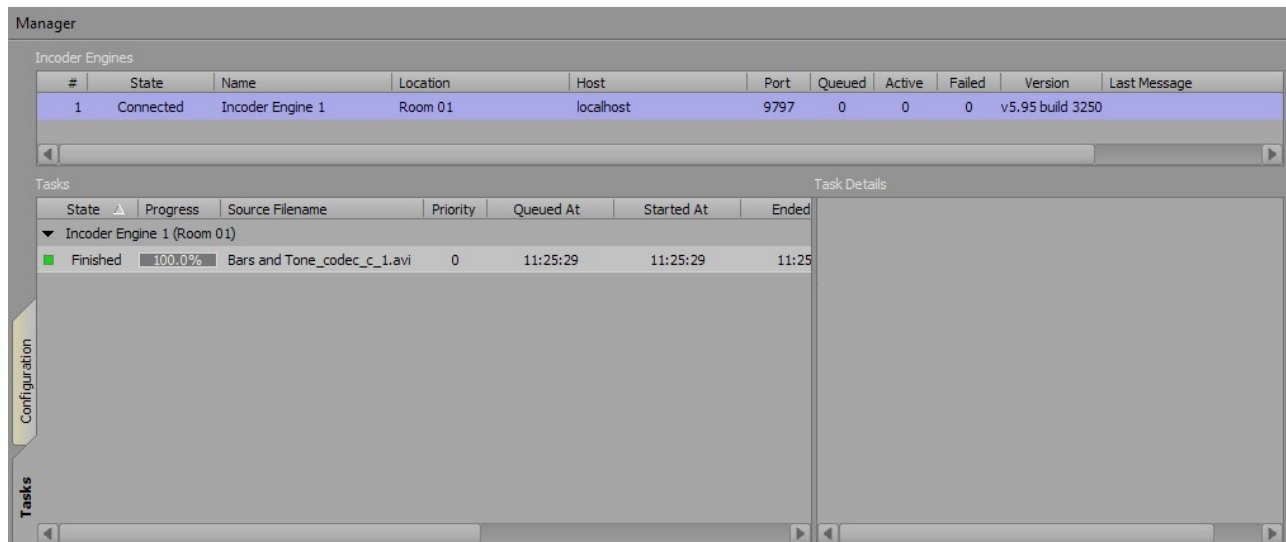 Manager
Incoder Engines
# State Name Location Host Port Queued Active Failed Version Last Message
1 Connected Incoder Engine 1 Room 01 localhost 9797 0 0 0 v5.95 build 3250
Tasks Task Details
State Progress Source Filename Priority Queued At Started At Ended
Incoder Engine 1 (Room 01)
Finished 100.0% Bars and Tone_codec_c_1.avi 0 11:25:29 11:25:29 11:25
Configuration
Tasks